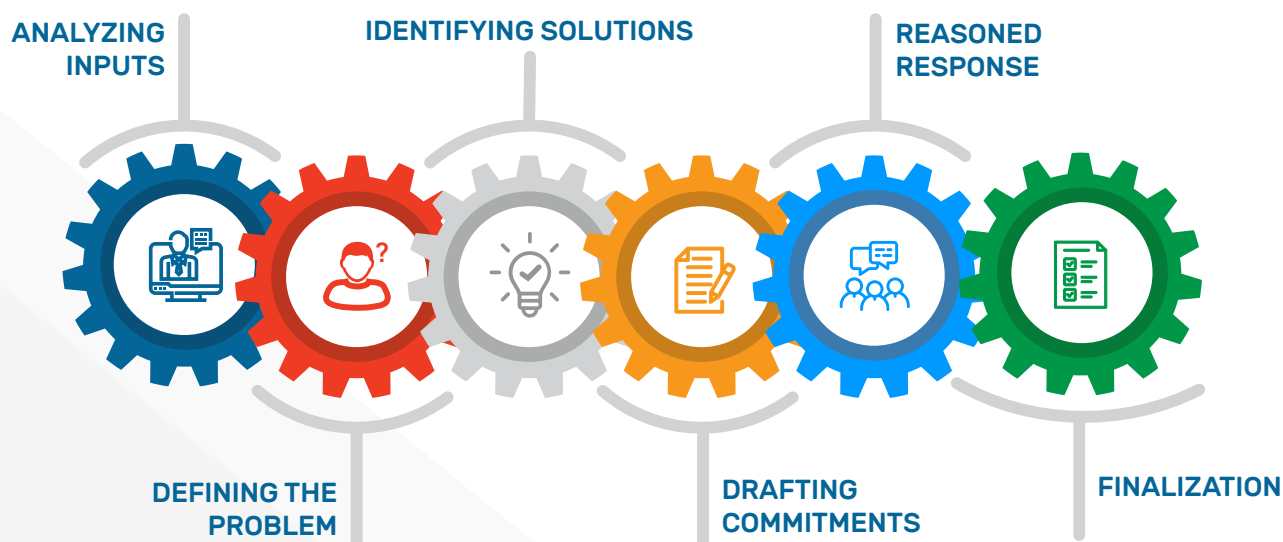 ANALYZING
INPUTS
DEFINING THE
PROBLEM
IDENTIFYING SOLUTIONS
DRAFTING
COMMITMENTS
REASONED
RESPONSE
FINALIZATION
?